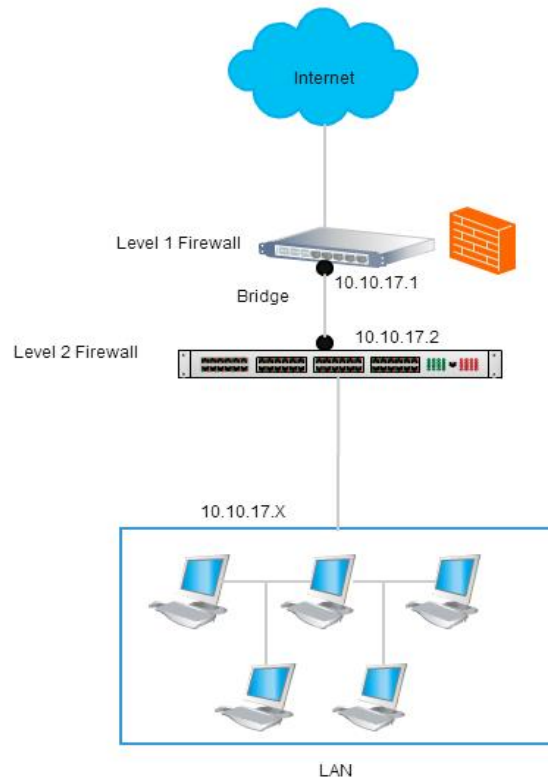 Internet
Level 1 Firewall
10.10.17.1
Bridge
10.10.17.2
Level 2 Firewall
10.10.17.X
LAN